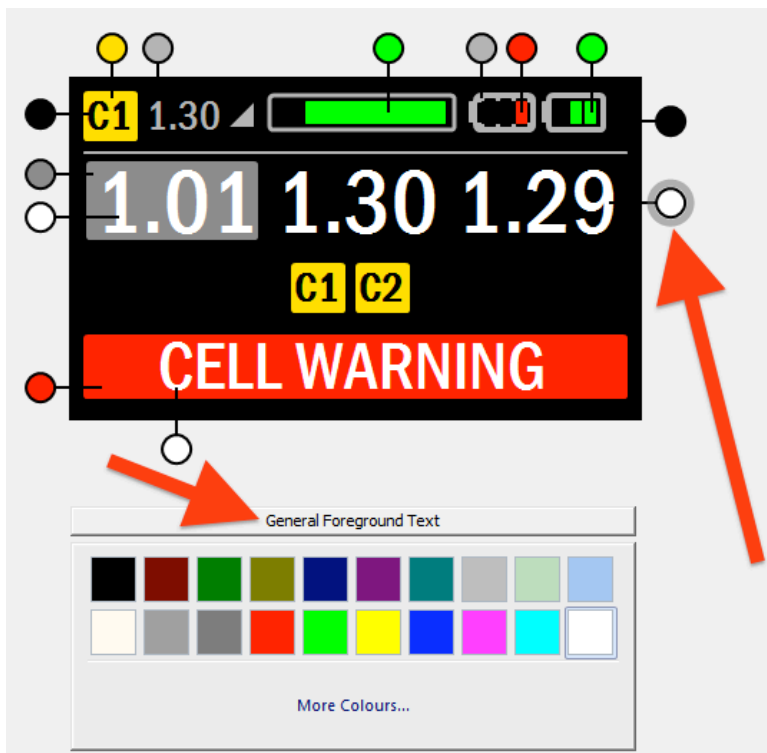 C1 1.30
1.01 1.30 1.29
C1 C2
CELL WARNING
General Foreground Text
More Colours...